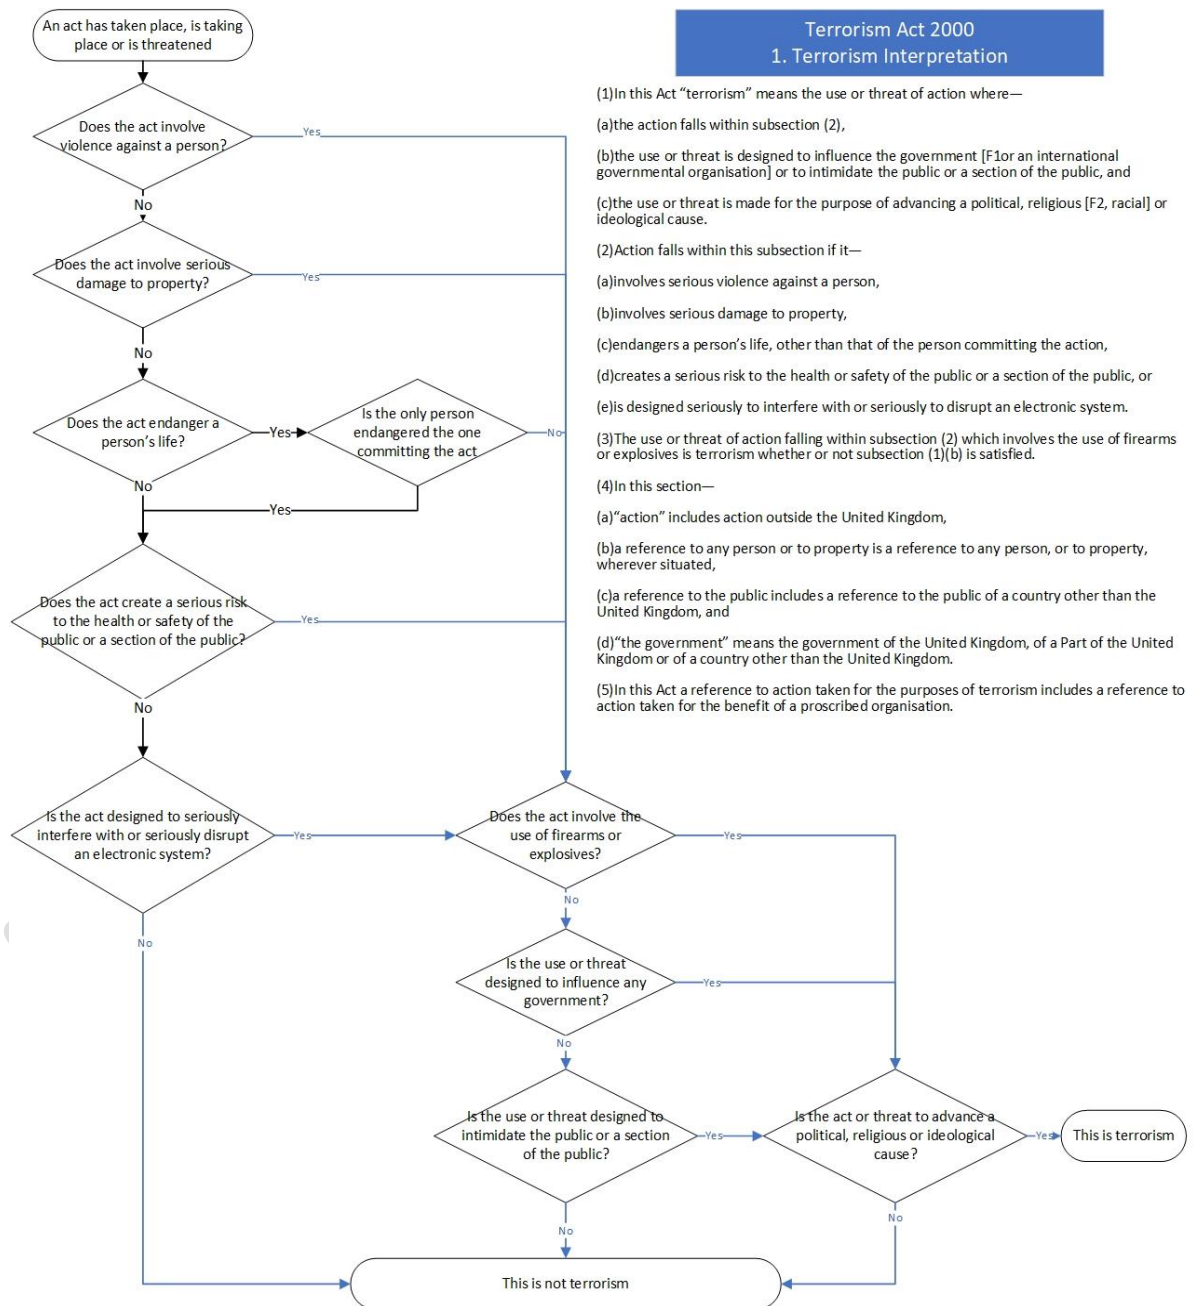 An act has taken place, is taking
place or is threatened
Does the act involve
violence against a person?
Yes
No
Does the act involve serious
damage to property?
Yes
No
Does the act endanger a
person's life?
Yes
Is the only person
endangered the one
committing the act
No
No
Yes
Does the act create a serious risk
to the health or safety of the
public or a section of the public?
Yes
No
Is the act designed to seriously
interfere with or seriously disrupt
an electronic system?
Yes
No
Does the act involve the
use of firearms or
explosives?
Yes
No
Is the use or threat
designed to influence any
government?
Yes
No
Is the use or threat designed to
intimidate the public or a section
of the public?
Yes
No
Is the act or threat to advance a
political, religious or ideological
cause?
Yes
No
This is terrorism
This is not terrorism
Terrorism Act 2000
1. Terrorism Interpretation
(1)In this Act “terrorism” means the use or threat of action where—
(a)the action falls within subsection (2),
(b)the use or threat is designed to influence the government [F1or an international
governmental organisation] or to intimidate the public or a section of the public, and
(c)the use or threat is made for the purpose of advancing a political, religious [F2, racial] or
ideological cause.
(2)Action falls within this subsection if it—
(a)involves serious violence against a person,
(b)involves serious damage to property,
(c)endangers a person’s life, other than that of the person committing the action,
(d)creates a serious risk to the health or safety of the public or a section of the public, or
(e)is designed seriously to interfere with or seriously to disrupt an electronic system.
(3)The use or threat of action falling within subsection (2) which involves the use of firearms
or explosives is terrorism whether or not subsection (1)(b) is satisfied.
(4)In this section—
(a)“action” includes action outside the United Kingdom,
(b)a reference to any person or to property is a reference to any person, or to property,
wherever situated,
(c)a reference to the public includes a reference to the public of a country other than the
United Kingdom, and
(d)“the government” means the government of the United Kingdom, of a Part of the United
Kingdom or of a country other than the United Kingdom.
(5)In this Act a reference to action taken for the purposes of terrorism includes a reference to
action taken for the benefit of a proscribed organisation.